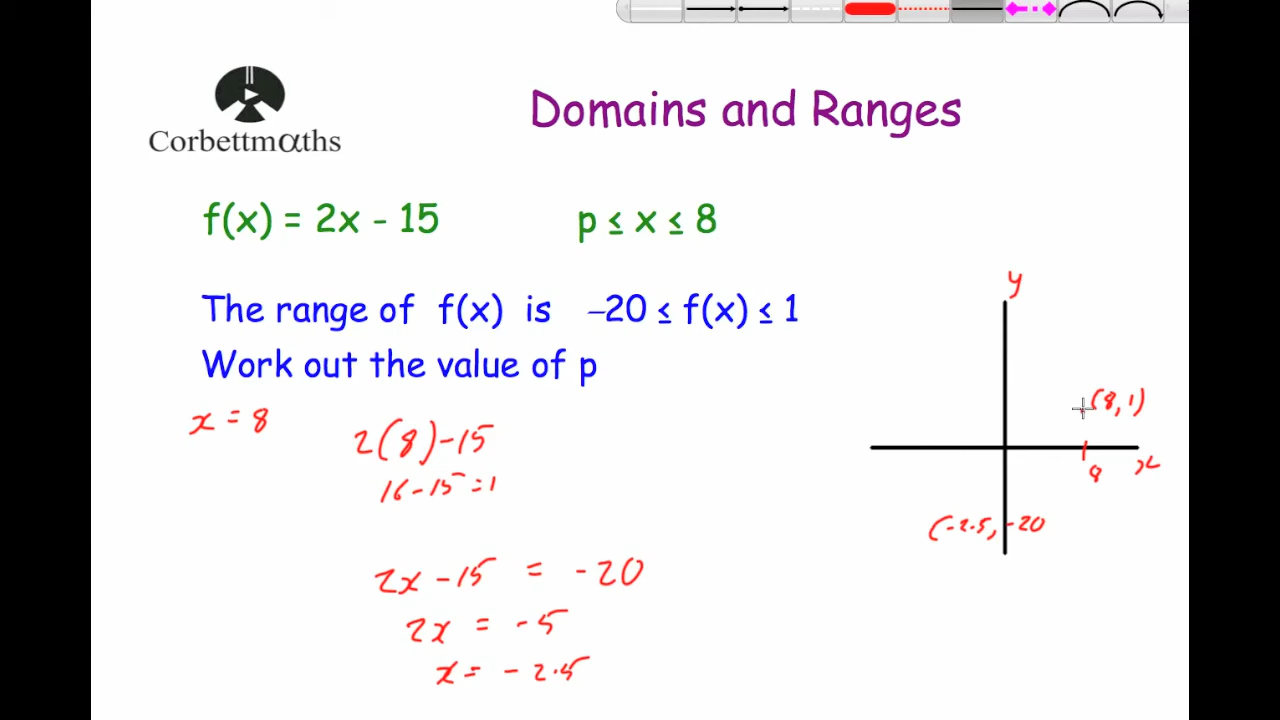 Corbettmαths
Domains and Ranges
f(x) = 2x - 15
p ≤ x ≤ 8
The range of f(x) is −20 ≤ f(x) ≤ 1
Work out the value of p
x = 8
2(8)-15
16-15=1
2x-15 = -20
2x = -5
x= -2.5
y
(8,1)
8
x
(-2.5, -20